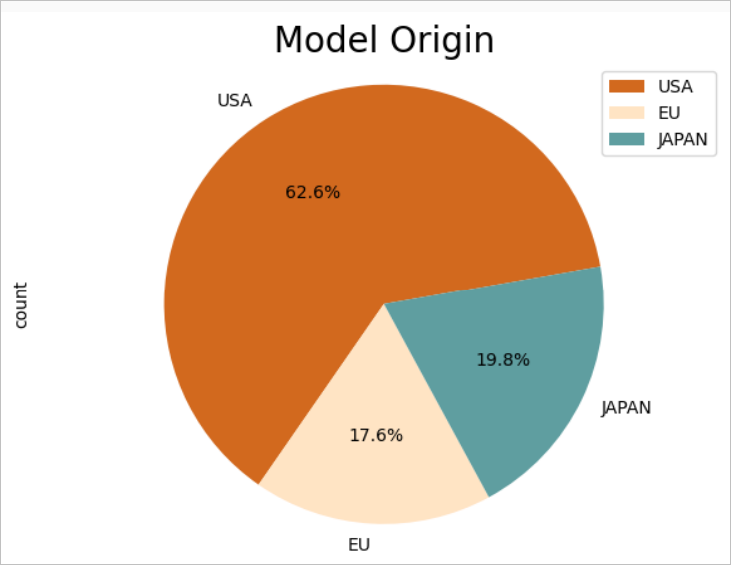 Model Origin
USA
EU
JAPAN
USA
62.6%
count
19.8%
JAPAN
17.6%
EU